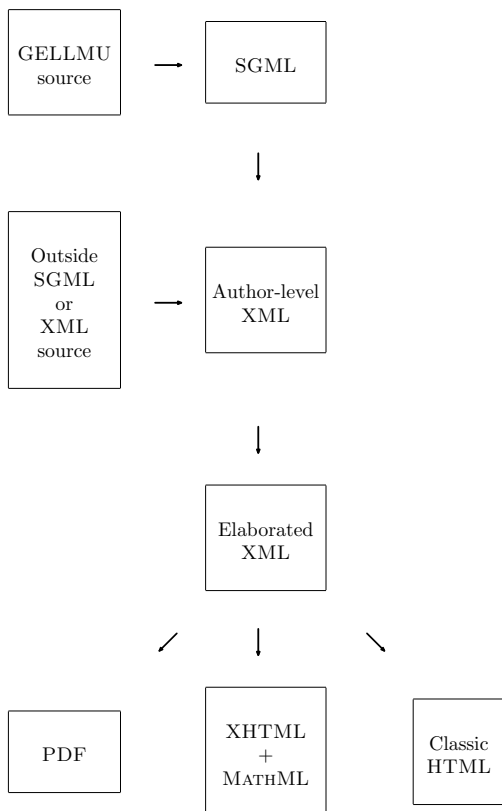 GELLMU
source
SGML
Outside
SGML
or
XML
source
Author-level
XML
Elaborated
XML
PDF
XHTML
+
MATHML
Classic
HTML